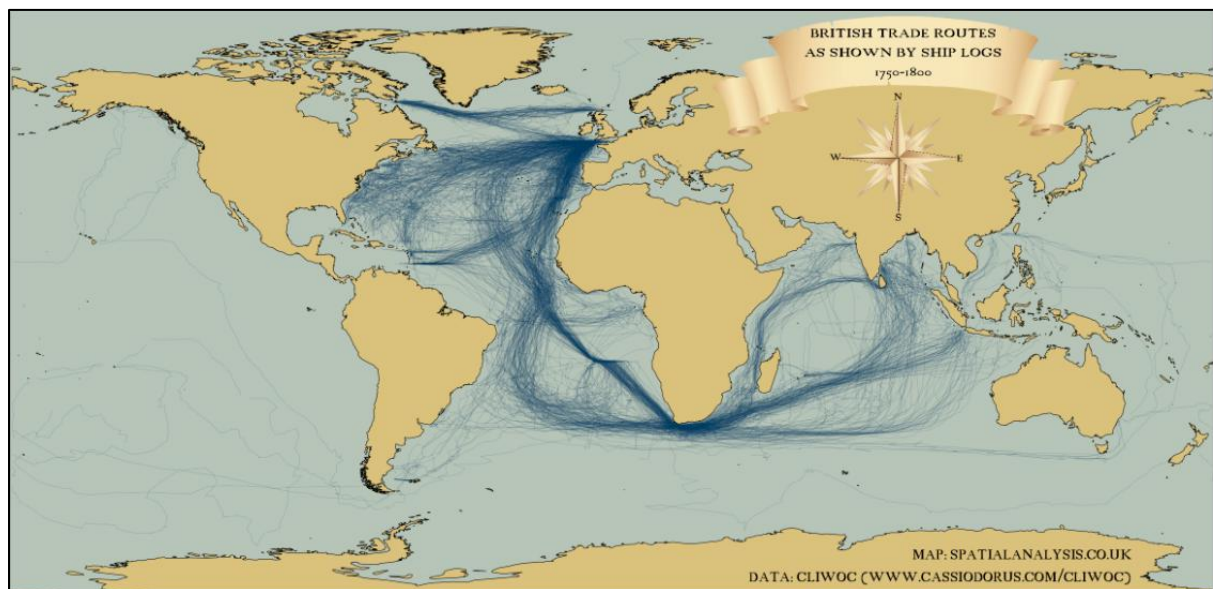 BRITISH TRADE ROUTES
AS SHOWN BY SHIP LOGS
1750-1800
N
W E
S
MAP: SPATIALANALYSIS.CO.UK
DATA: CLIWOC (WWW.CASSIODORUS.COM/CLIWOC)